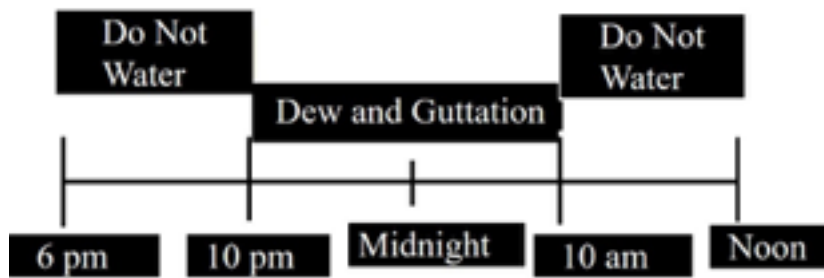 Do Not
Water
Do Not
Water
Dew and Guttation
6 pm
10 pm
Midnight
10 am
Noon